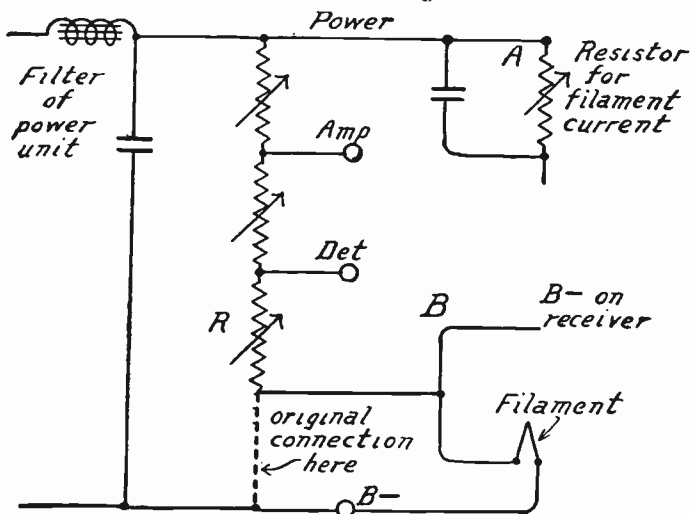 Power
Filter
of
power
unit
A
Resistor
for
filament
current
Amp
Det
R
B
B- on
receiver
original
connection
here
Filament
B-